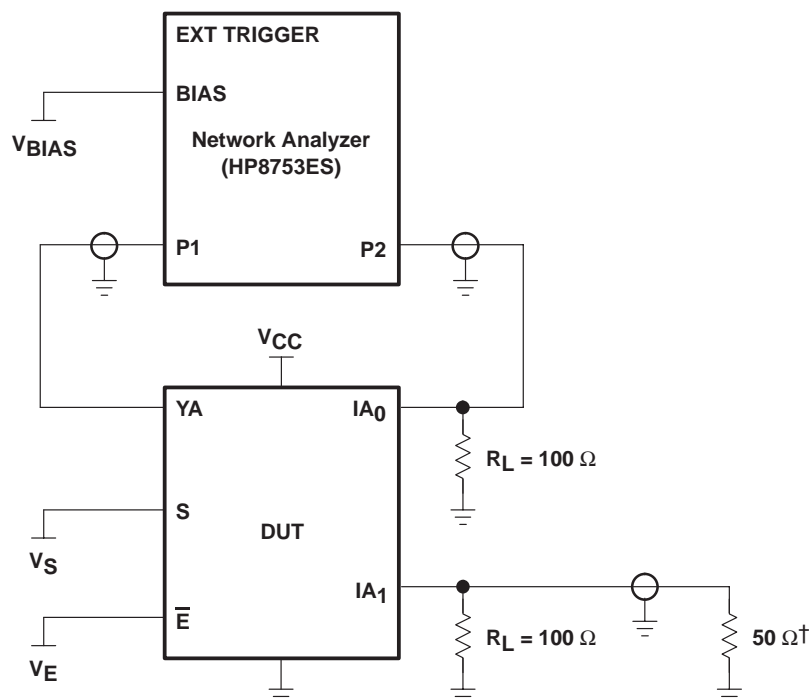 EXT TRIGGER
BIAS
VBIAS
Network Analyzer
(HP8753ES)
P1
P2
VCC
YA
IA0
RL = 100 Ω
S
DUT
VS
IA1
E̅
RL = 100 Ω
50 Ω†
VE